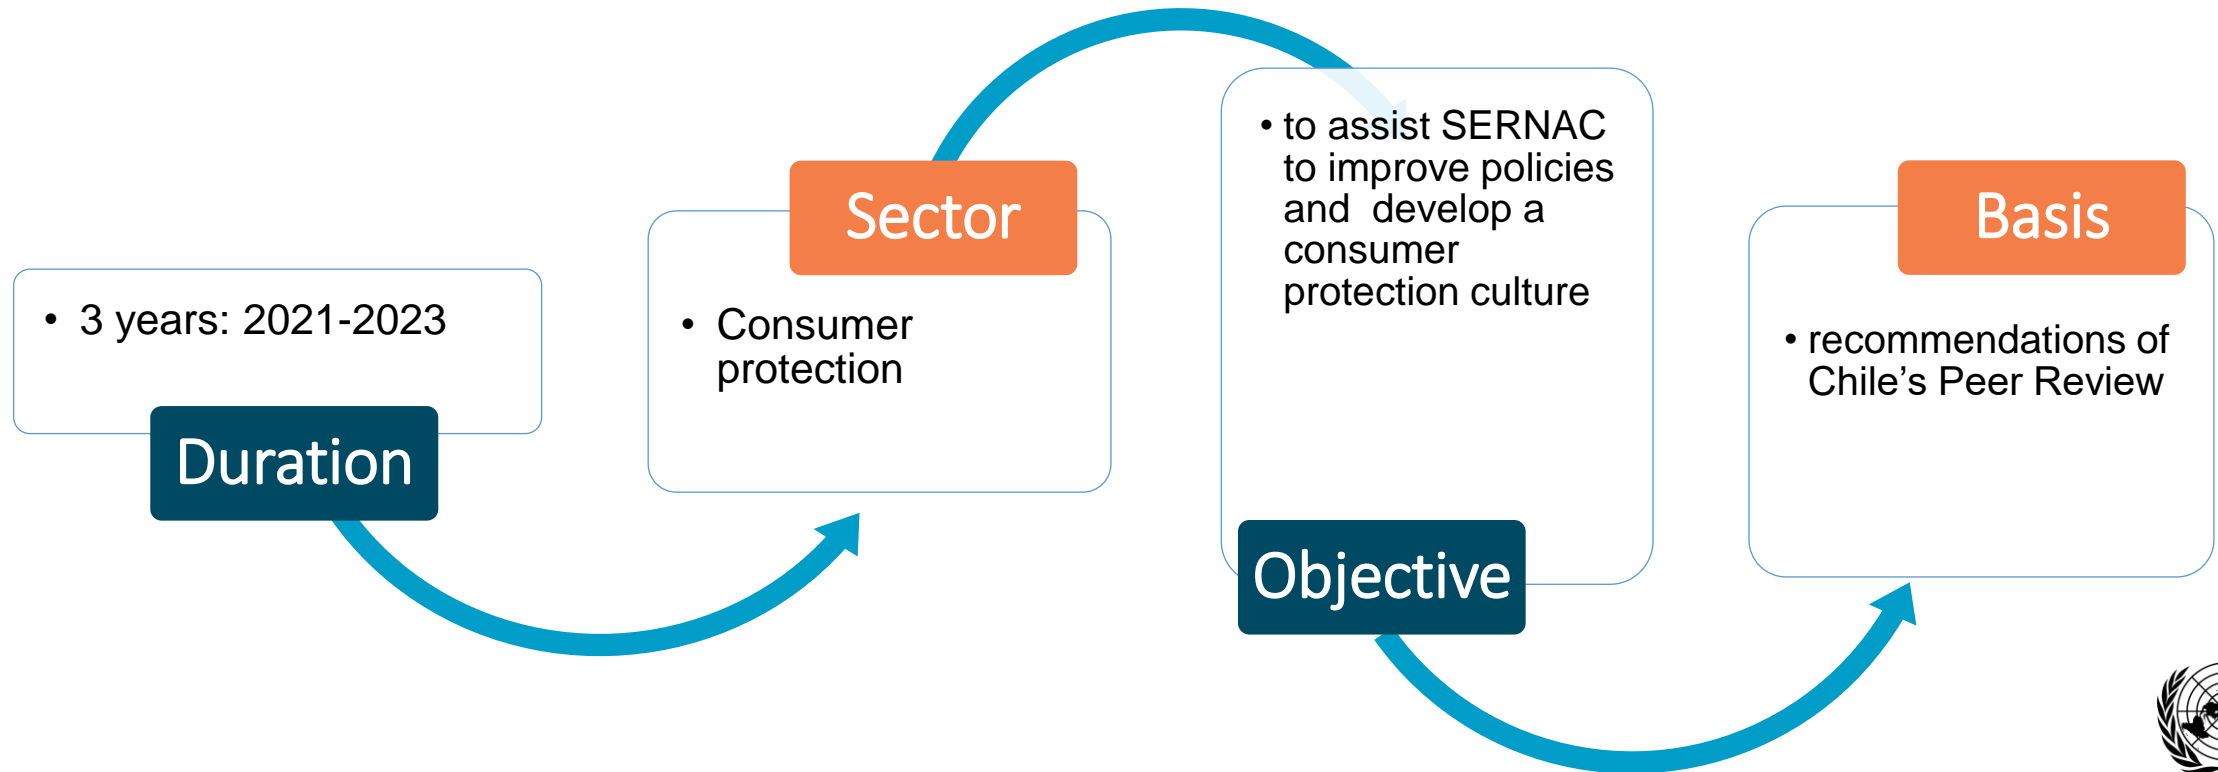 • 3 years: 2021-2023
Duration
Sector
• Consumer
protection
• to assist SERNAC
to improve policies
and  develop a
consumer
protection culture
Objective
Basis
• recommendations of
Chile’s Peer Review